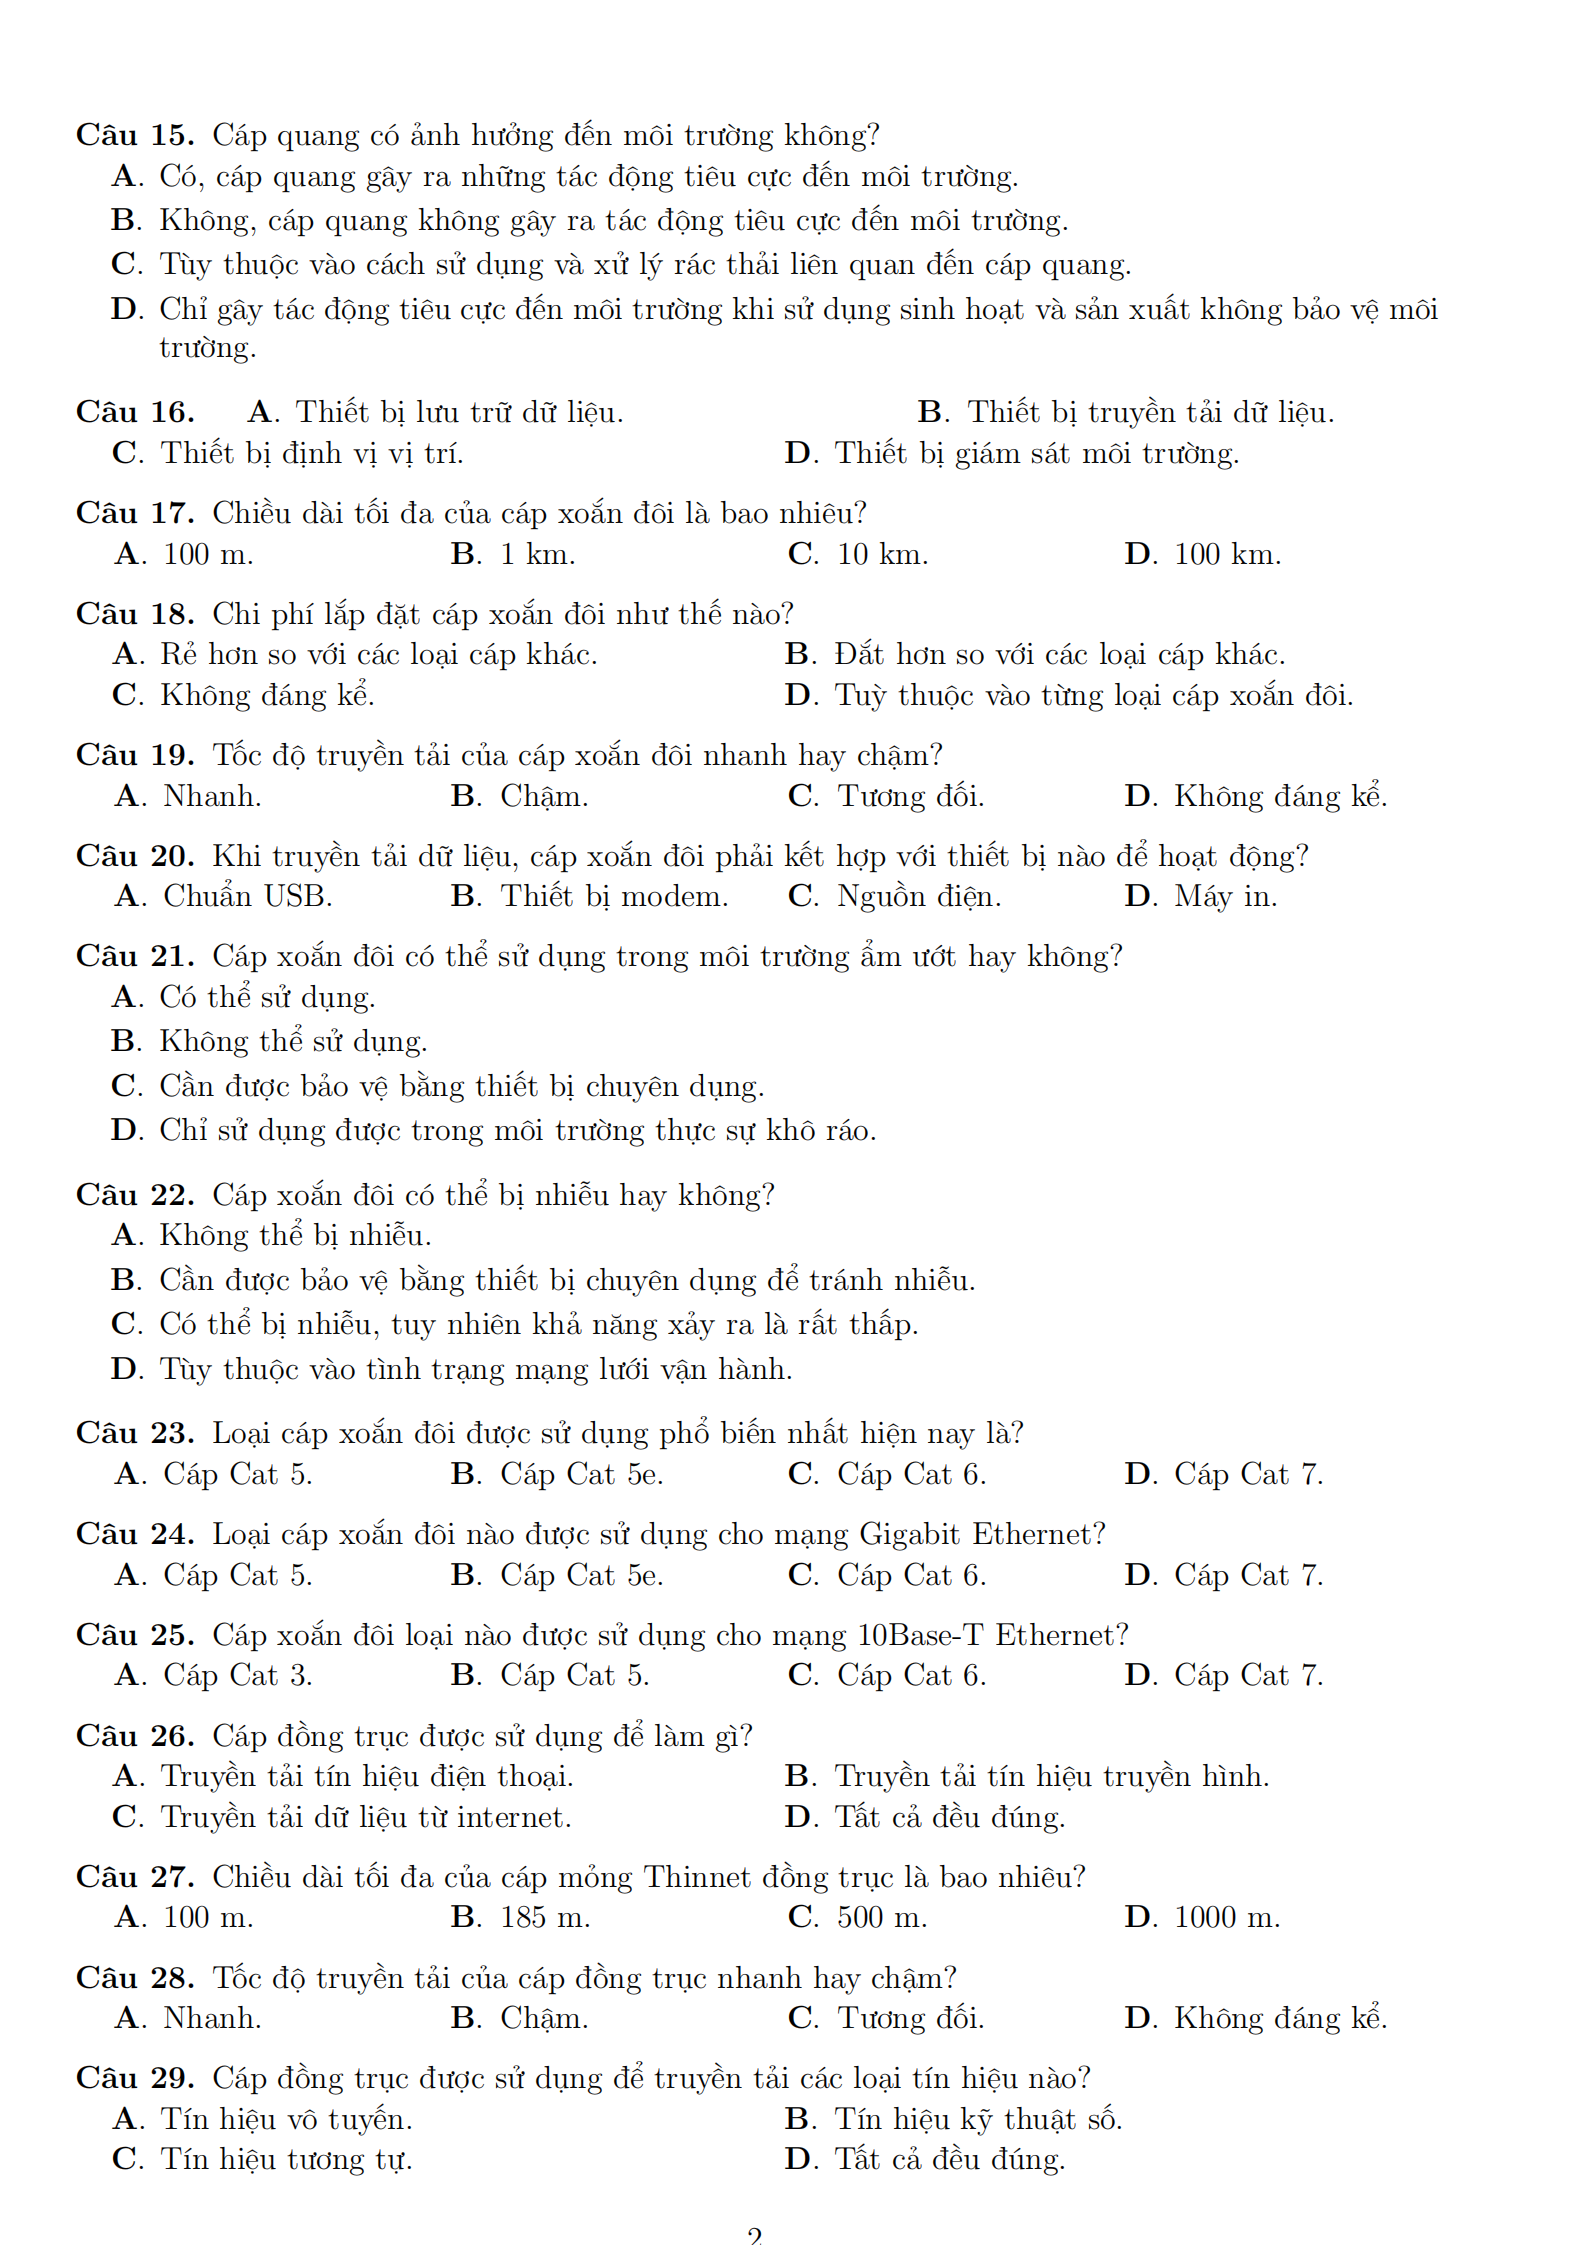 Câu 15. Cáp quang có ảnh hưởng đến môi trường không?
A. Có, cáp quang gây ra những tác động tiêu cực đến môi trường.
B. Không, cáp quang không gây ra tác động tiêu cực đến môi trường.
C. Tùy thuộc vào cách sử dụng và xử lý rác thải liên quan đến cáp quang.
D. Chỉ gây tác động tiêu cực đến môi trường khi sử dụng sinh hoạt và sản xuất không bảo vệ môi
trường.
Câu 16. A. Thiết bị lưu trữ dữ liệu. B. Thiết bị truyền tải dữ liệu.
C. Thiết bị định vị vị trí. D. Thiết bị giám sát môi trường.
Câu 17. Chiều dài tối đa của cáp xoắn đôi là bao nhiêu?
A. 100 m. B. 1 km. C. 10 km. D. 100 km.
Câu 18. Chi phí lắp đặt cáp xoắn đôi như thế nào?
A. Rẻ hơn so với các loại cáp khác. B. Đắt hơn so với các loại cáp khác.
C. Không đáng kể. D. Tuỳ thuộc vào từng loại cáp xoắn đôi.
Câu 19. Tốc độ truyền tải của cáp xoắn đôi nhanh hay chậm?
A. Nhanh. B. Chậm. C. Tương đối. D. Không đáng kể.
Câu 20. Khi truyền tải dữ liệu, cáp xoắn đôi phải kết hợp với thiết bị nào để hoạt động?
A. Chuẩn USB. B. Thiết bị modem. C. Nguồn điện. D. Máy in.
Câu 21. Cáp xoắn đôi có thể sử dụng trong môi trường ẩm ướt hay không?
A. Có thể sử dụng.
B. Không thể sử dụng.
C. Cần được bảo vệ bằng thiết bị chuyên dụng.
D. Chỉ sử dụng được trong môi trường thực sự khô ráo.
Câu 22. Cáp xoắn đôi có thể bị nhiễu hay không?
A. Không thể bị nhiễu.
B. Cần được bảo vệ bằng thiết bị chuyên dụng để tránh nhiễu.
C. Có thể bị nhiễu, tuy nhiên khả năng xảy ra là rất thấp.
D. Tùy thuộc vào tình trạng mạng lưới vận hành.
Câu 23. Loại cáp xoắn đôi được sử dụng phổ biến nhất hiện nay là?
A. Cáp Cat 5. B. Cáp Cat 5e. C. Cáp Cat 6. D. Cáp Cat 7.
Câu 24. Loại cáp xoắn đôi nào được sử dụng cho mạng Gigabit Ethernet?
A. Cáp Cat 5. B. Cáp Cat 5e. C. Cáp Cat 6. D. Cáp Cat 7.
Câu 25. Cáp xoắn đôi loại nào được sử dụng cho mạng 10Base-T Ethernet?
A. Cáp Cat 3. B. Cáp Cat 5. C. Cáp Cat 6. D. Cáp Cat 7.
Câu 26. Cáp đồng trục được sử dụng để làm gì?
A. Truyền tải tín hiệu điện thoại. B. Truyền tải tín hiệu truyền hình.
C. Truyền tải dữ liệu từ internet. D. Tất cả đều đúng.
Câu 27. Chiều dài tối đa của cáp mỏng Thinnet đồng trục là bao nhiêu?
A. 100 m. B. 185 m. C. 500 m. D. 1000 m.
Câu 28. Tốc độ truyền tải của cáp đồng trục nhanh hay chậm?
A. Nhanh. B. Chậm. C. Tương đối. D. Không đáng kể.
Câu 29. Cáp đồng trục được sử dụng để truyền tải các loại tín hiệu nào?
A. Tín hiệu vô tuyến. B. Tín hiệu kỹ thuật số.
C. Tín hiệu tương tự. D. Tất cả đều đúng.
2